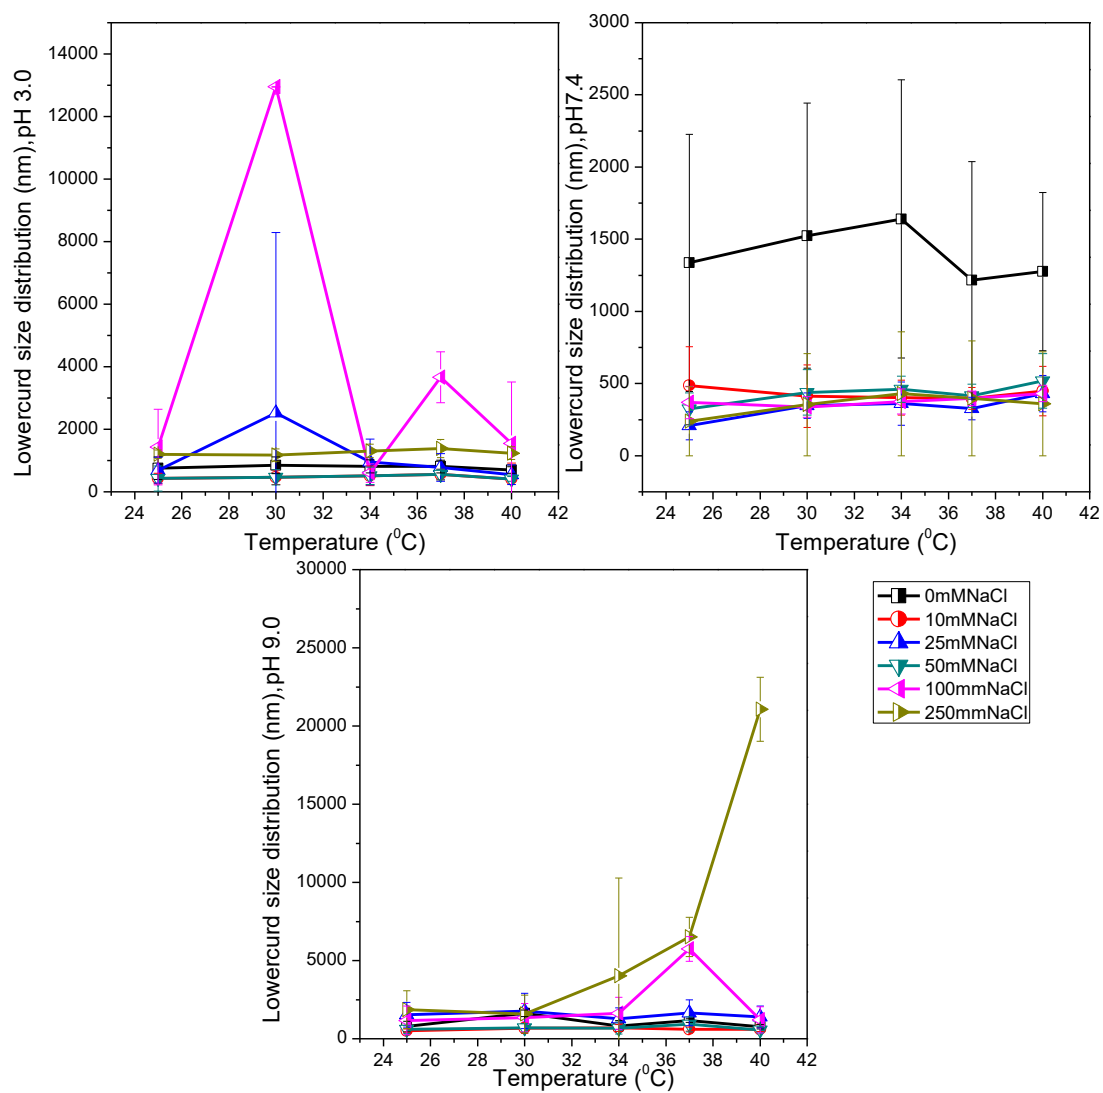 Lowercurd size distribution (nm),pH 3.0
14000
12000
10000
8000
6000
4000
2000
0
24 26 28 30 32 34 36 38 40 42
Temperature (⁰C)
Lowercurd size distribution (nm),pH7.4
3000
2500
2000
1500
1000
500
0
24 26 28 30 32 34 36 38 40 42
Temperature (⁰C)
Lowercurd size distribution (nm),pH 9.0
30000
25000
20000
15000
10000
5000
0
24 26 28 30 32 34 36 38 40 42
Temperature (⁰C)
0mMNaCl
10mMNaCl
25mMNaCl
50mMNaCl
100mmNaCl
250mmNaCl